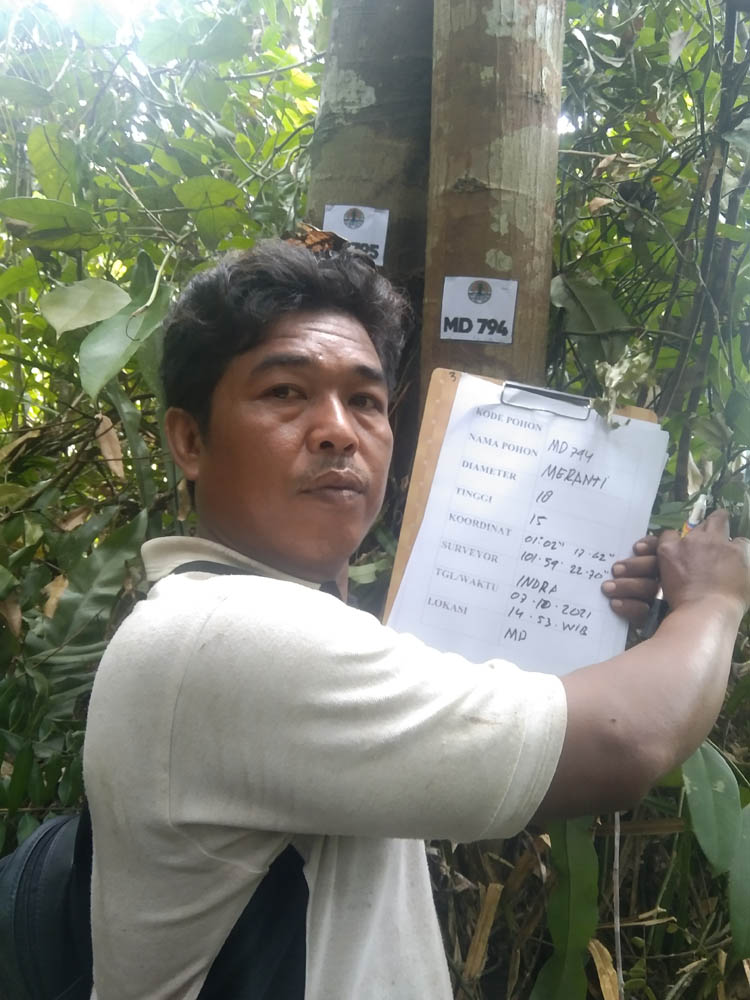 795
MD 794
3
KODE POHON MD 794
NAMA POHON MERANTI
DIAMETER 18
TINGGI 15
KOORDINAT 01°02" 17.62"
101°59' 22.70"
SURVEYOR INDRA
TGL/WAKTU 07.10.2021
14.53.WIB
LOKASI MD